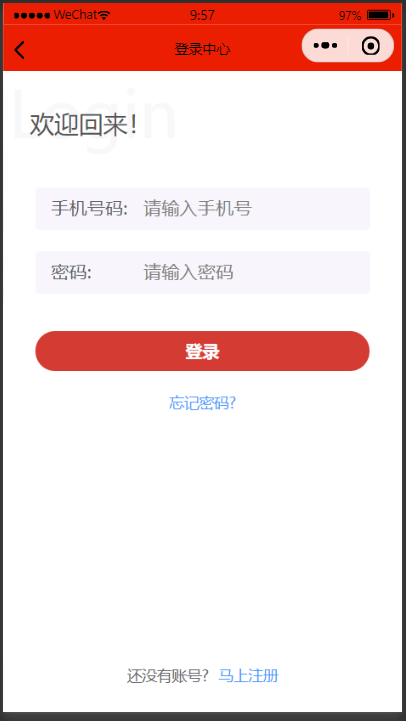 WeChat 9:57 97%
登录中心
Login
欢迎回来!
手机号码: 请输入手机号
密码: 请输入密码
登录
忘记密码?
还没有账号? 马上注册